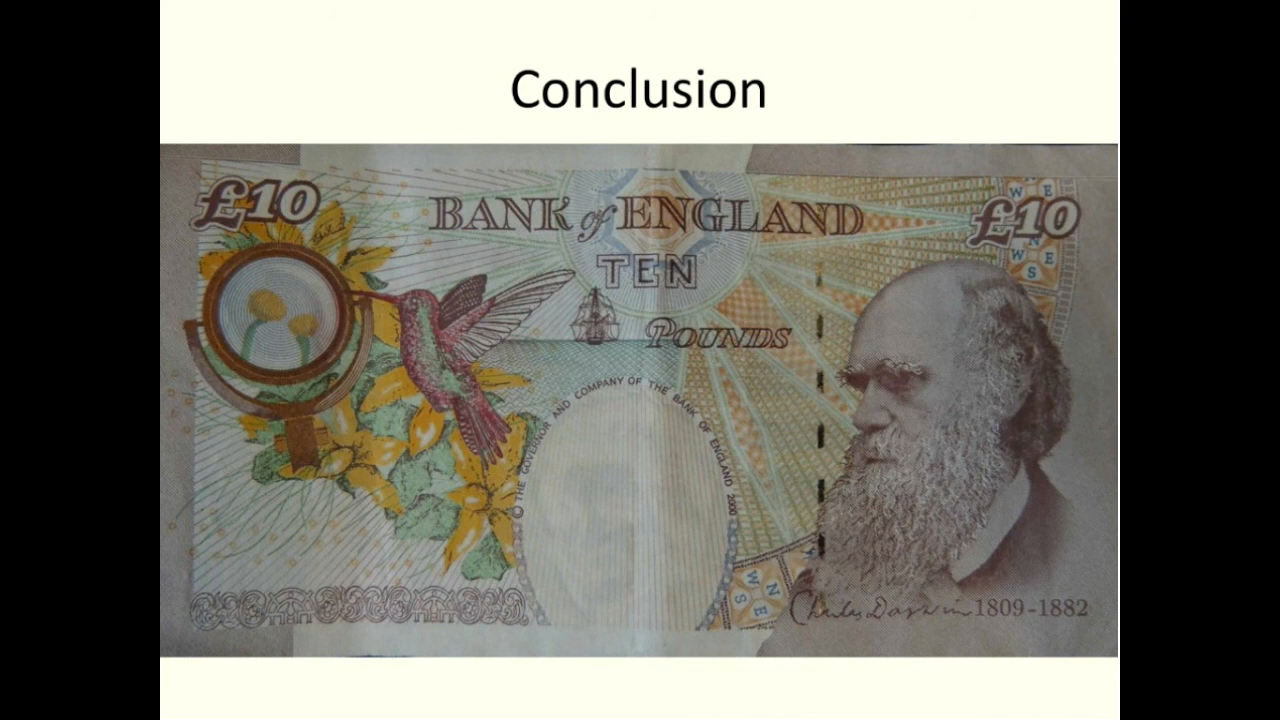 Conclusion
£10
BANK of ENGLAND
£10
TEN
POUNDS
© THE GOVERNOR AND COMPANY OF THE BANK OF ENGLAND 2000
Charles Darwin 1809-1882
N
E
S
W
W
E
N
S
W
E